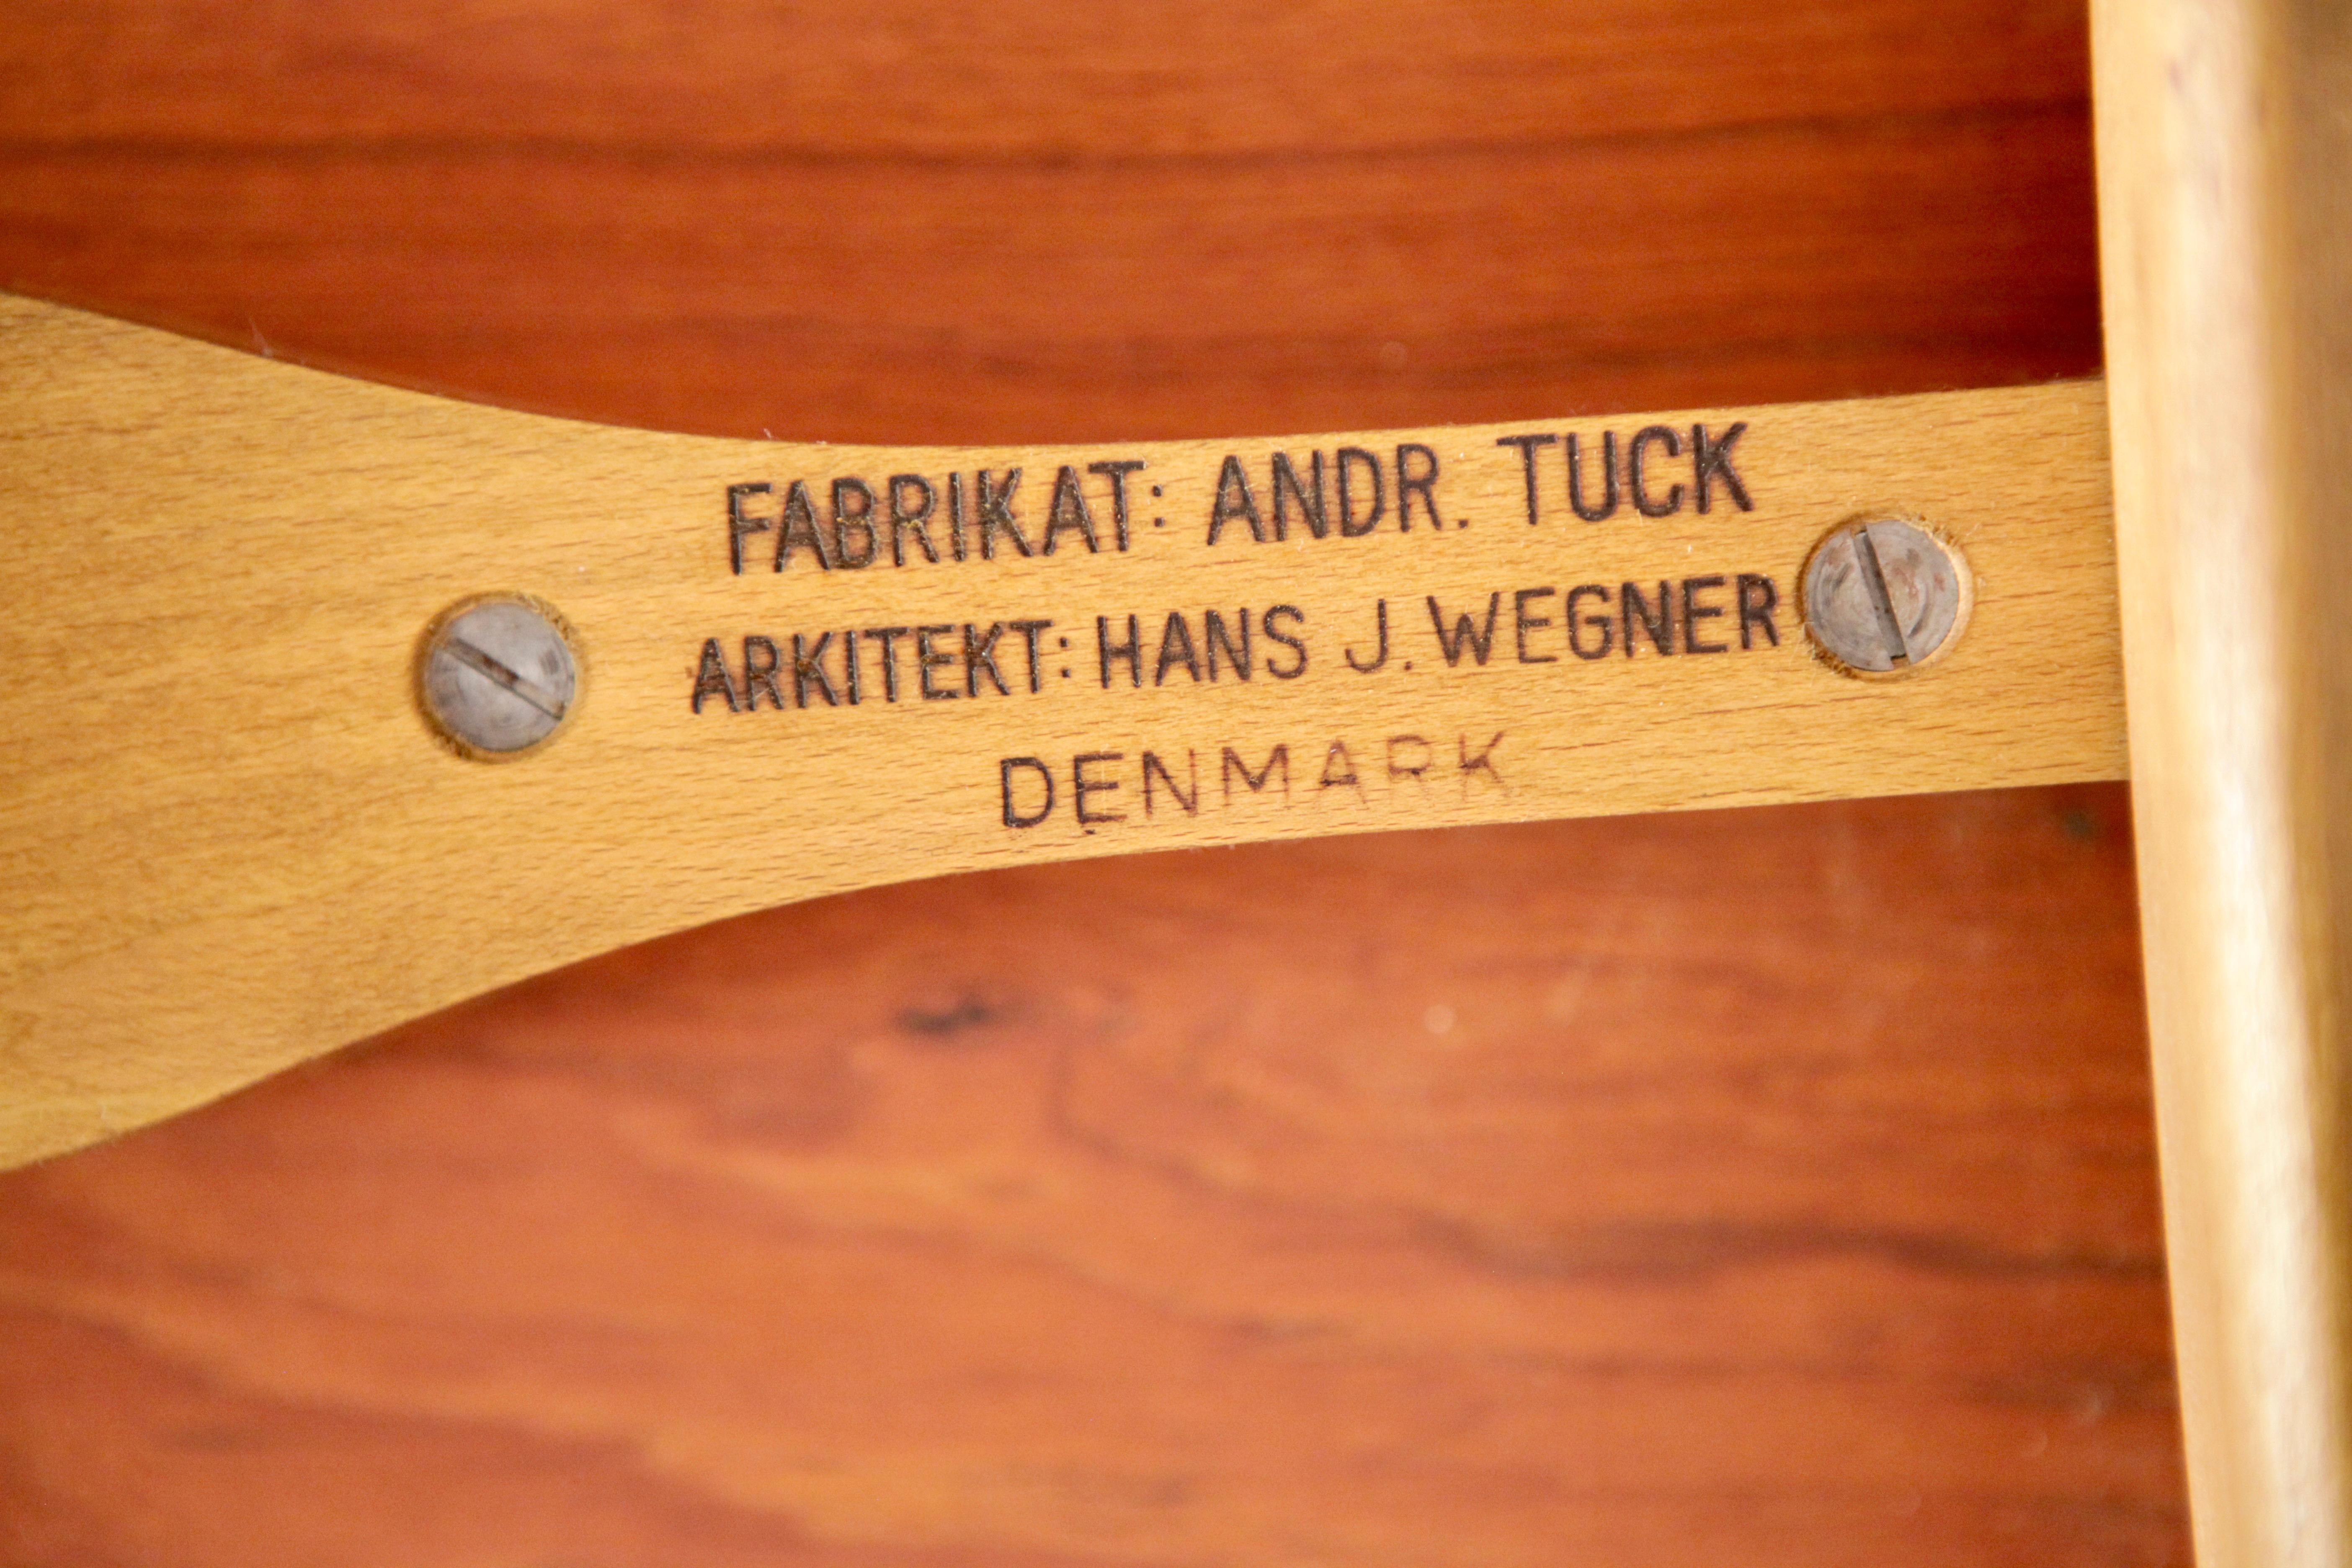 FABRIKAT: ANDR. TUCK
ARKITEKT: HANS J. WEGNER
DENMARK